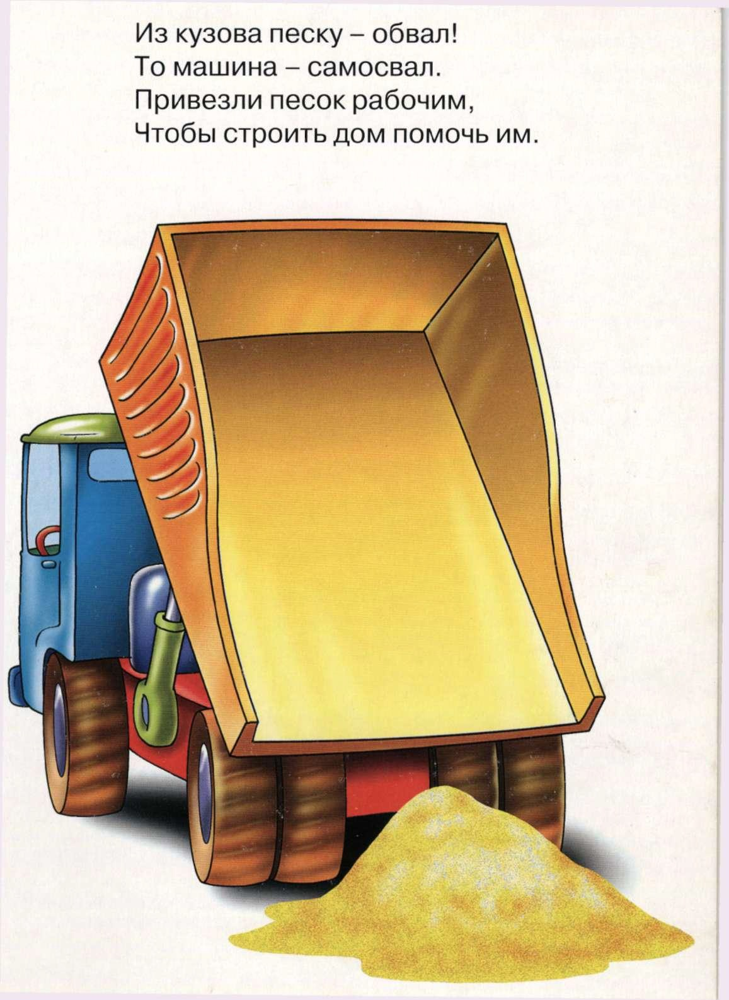 Из кузова песку – обвал!
То машина – самосвал.
Привезли песок рабочим,
Чтобы строить дом помочь им.